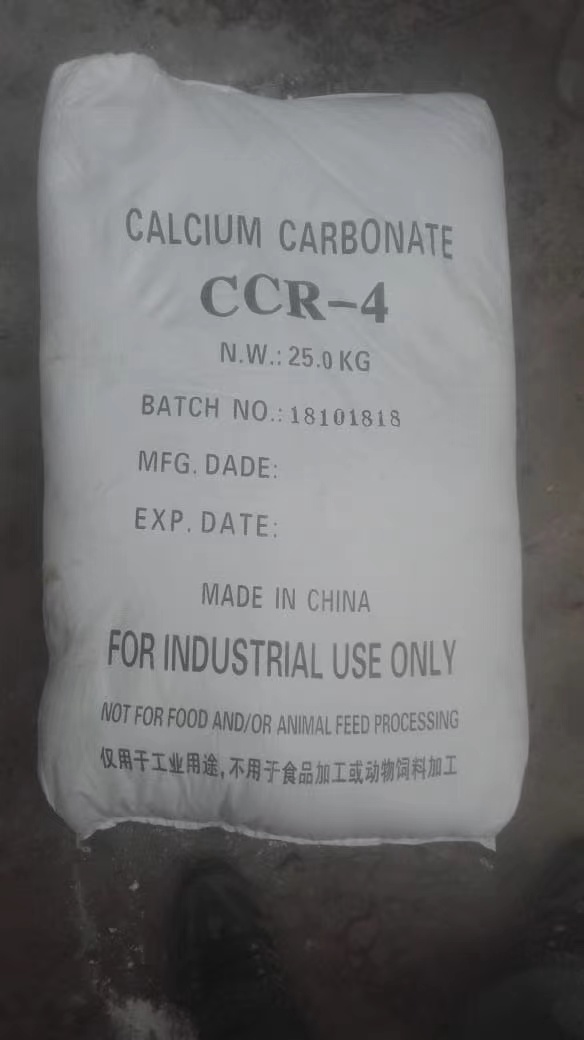 CALCIUM CARBONATE
CCR-4
N.W.: 25.0 KG
BATCH NO.: 18101818
MFG. DADE:
EXP. DATE:
MADE IN CHINA
FOR INDUSTRIAL USE ONLY
NOT FOR FOOD AND/OR ANIMAL FEED PROCESSING
仅用于工业用途,不用于食品加工或动物饲料加工